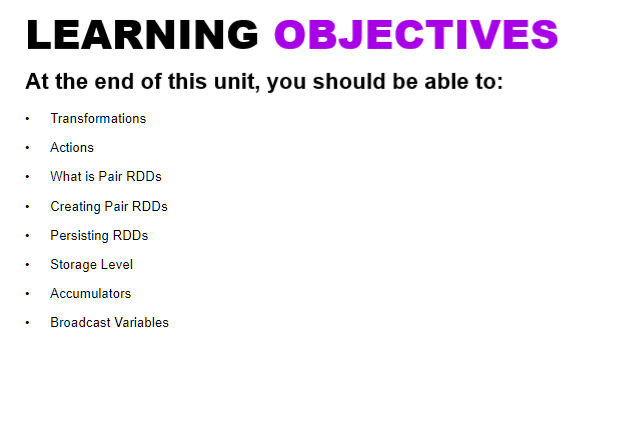 LEARNING OBJECTIVES
At the end of this unit, you should be able to:
• Transformations
• Actions
• What is Pair RDDs
• Creating Pair RDDs
• Persisting RDDs
• Storage Level
• Accumulators
• Broadcast Variables